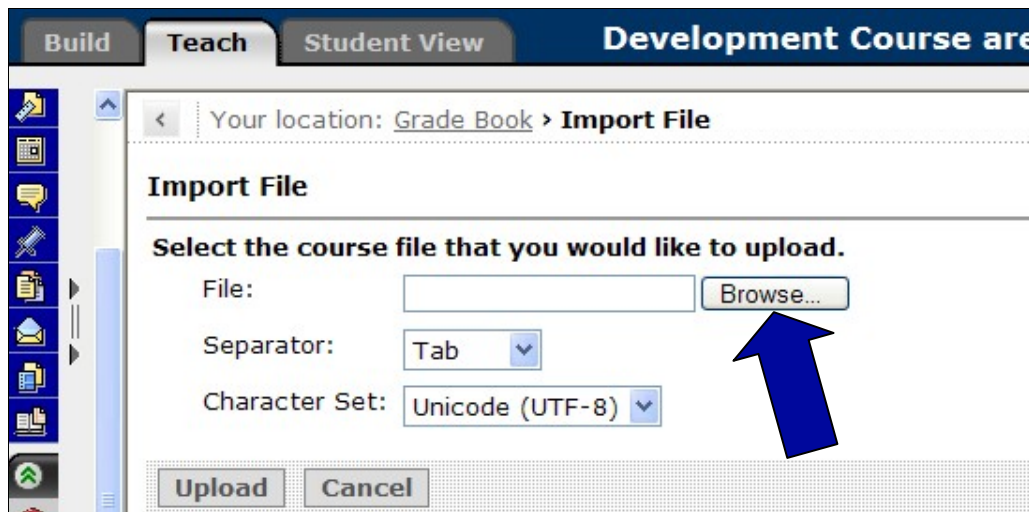 Build Teach Student View Development Course are
Your location: Grade Book › Import File
Import File
Select the course file that you would like to upload.
File: Browse...
Separator: Tab
Character Set: Unicode (UTF-8)
Upload Cancel